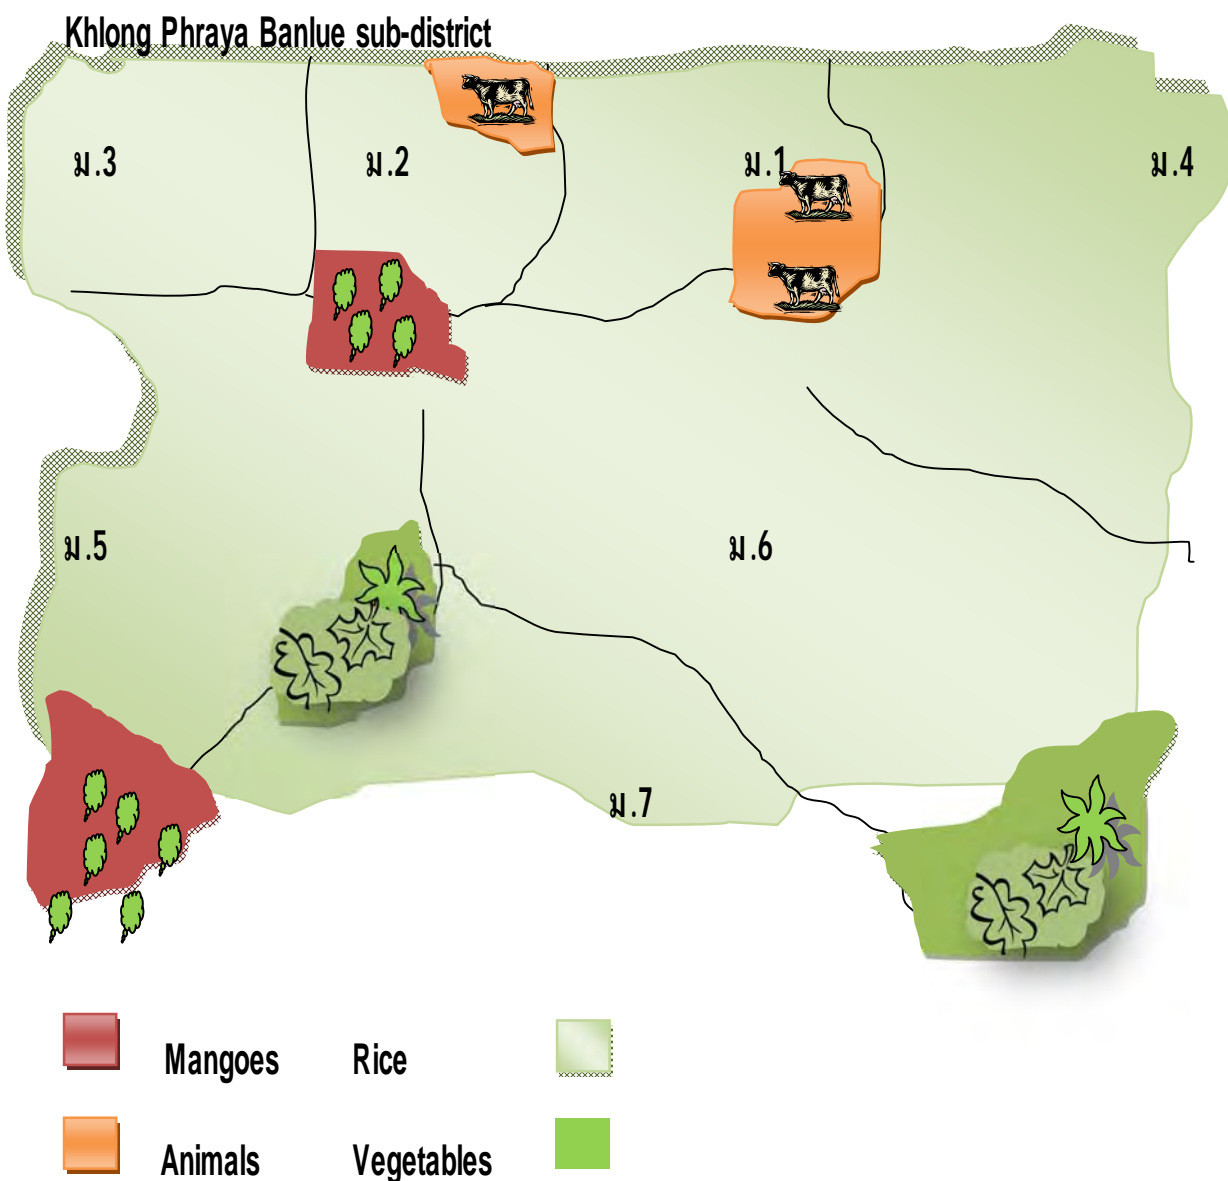 Khlong Phraya Banlue sub-district
ม.3
ม.2
ม.1
ม.4
ม.5
ม.6
ม.7
Mangoes
Rice
Animals
Vegetables